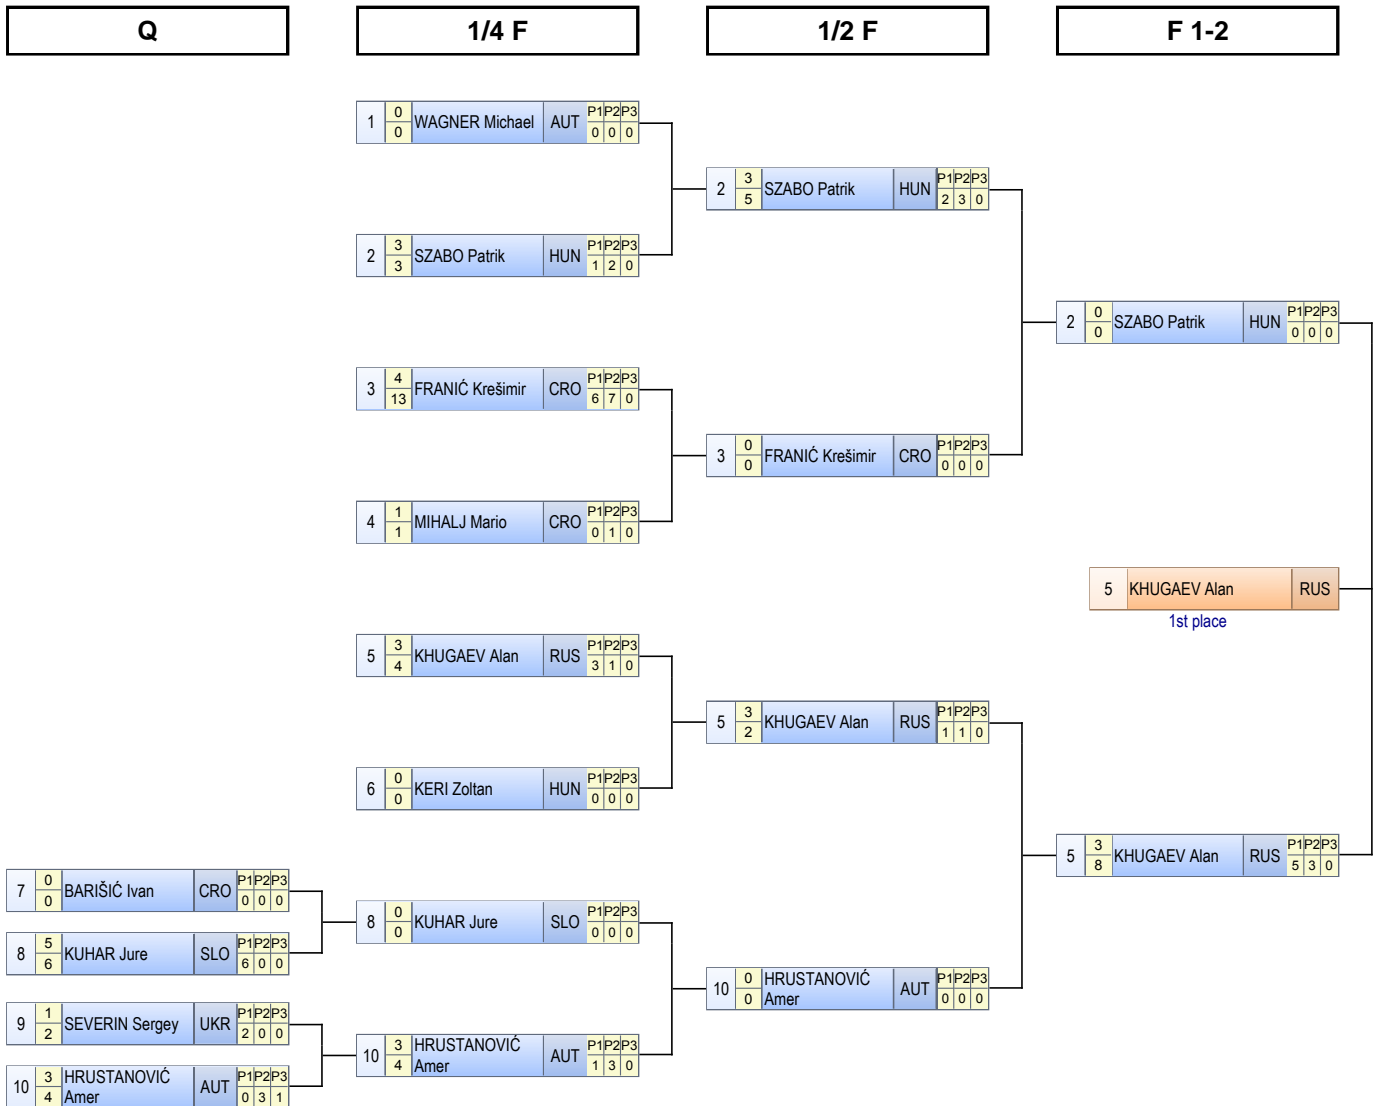 Q 1/4 F 1/2 F F 1-2
1 0 0 WAGNER Michael AUT P1 P2 P3 0 0 0
2 3 5 SZABO Patrik HUN P1 P2 P3 2 3 0
2 3 3 SZABO Patrik HUN P1 P2 P3 1 2 0
2 0 0 SZABO Patrik HUN P1 P2 P3 0 0 0
3 4 13 FRANIĆ Krešimir CRO P1 P2 P3 6 7 0
3 0 0 FRANIĆ Krešimir CRO P1 P2 P3 0 0 0
4 1 1 MIHALJ Mario CRO P1 P2 P3 0 1 0
5 KHUGAEV Alan RUS
1st place
5 3 4 KHUGAEV Alan RUS P1 P2 P3 3 1 0
5 3 2 KHUGAEV Alan RUS P1 P2 P3 1 1 0
6 0 0 KERI Zoltan HUN P1 P2 P3 0 0 0
5 3 8 KHUGAEV Alan RUS P1 P2 P3 5 3 0
7 0 0 BARIŠIĆ Ivan CRO P1 P2 P3 0 0 0
8 0 0 KUHAR Jure SLO P1 P2 P3 0 0 0
8 5 6 KUHAR Jure SLO P1 P2 P3 6 0 0
10 0 0 HRUSTANOVIĆ Amer AUT P1 P2 P3 0 0 0
9 1 2 SEVERIN Sergey UKR P1 P2 P3 2 0 0
10 3 4 HRUSTANOVIĆ Amer AUT P1 P2 P3 1 3 0
10 3 4 HRUSTANOVIĆ Amer AUT P1 P2 P3 0 3 1